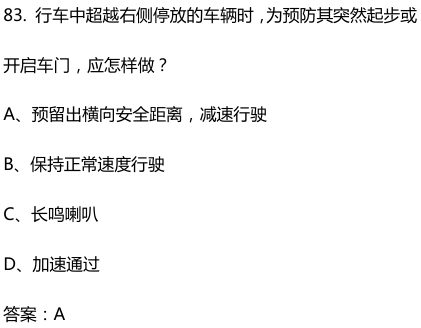 83. 行车中超越右侧停放的车辆时，为预防其突然起步或
开启车门，应怎样做？
A、预留出横向安全距离，减速行驶
B、保持正常速度行驶
C、长鸣喇叭
D、加速通过
答案：A